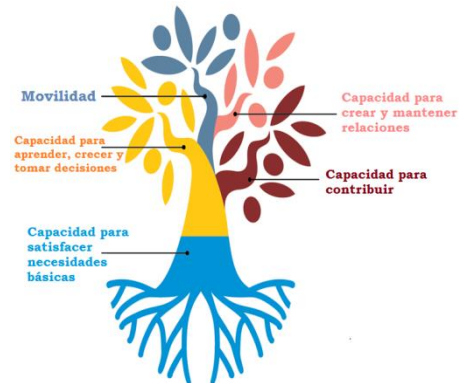 Movilidad
Capacidad para
crear y mantener
relaciones
Capacidad para
aprender, crecer y
tomar decisiones
Capacidad para
contribuir
Capacidad para
satisfacer
necesidades
básicas